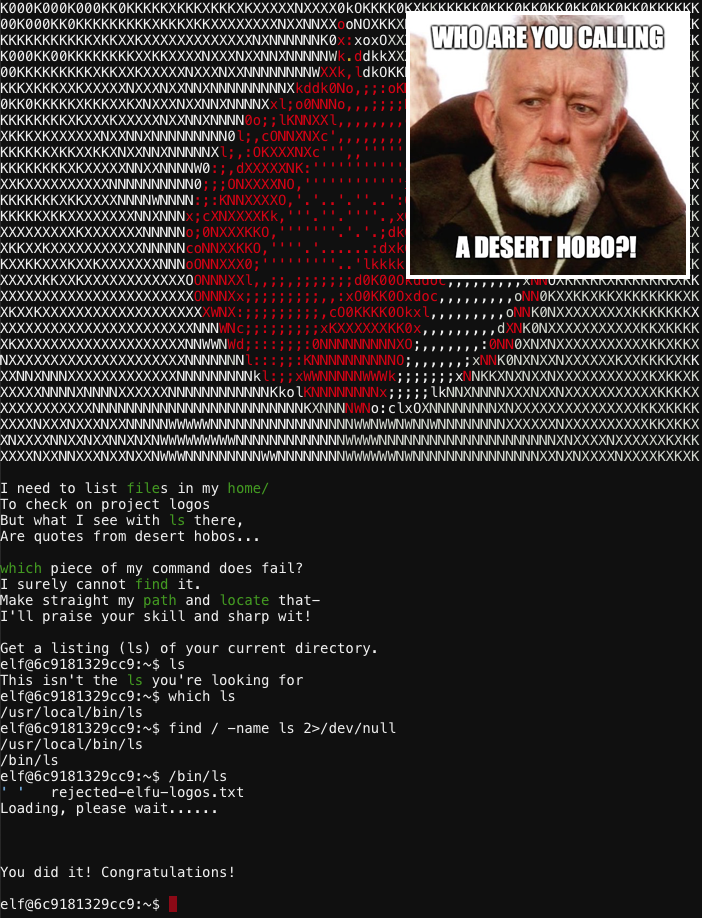 WHO ARE YOU CALLING
A DESERT HOBO?!
I need to list files in my home/
To check on project logos
But what I see with ls there,
Are quotes from desert hobos...

which piece of my command does fail?
I surely cannot find it.
Make straight my path and locate that-
I'll praise your skill and sharp wit!

Get a listing (ls) of your current directory.
elf@6c9181329cc9:~$ ls
This isn't the ls you're looking for
elf@6c9181329cc9:~$ which ls
/usr/local/bin/ls
elf@6c9181329cc9:~$ find / -name ls 2>/dev/null
/usr/local/bin/ls
/bin/ls
elf@6c9181329cc9:~$ /bin/ls
' '   rejected-elfu-logos.txt
Loading, please wait......

You did it! Congratulations!

elf@6c9181329cc9:~$